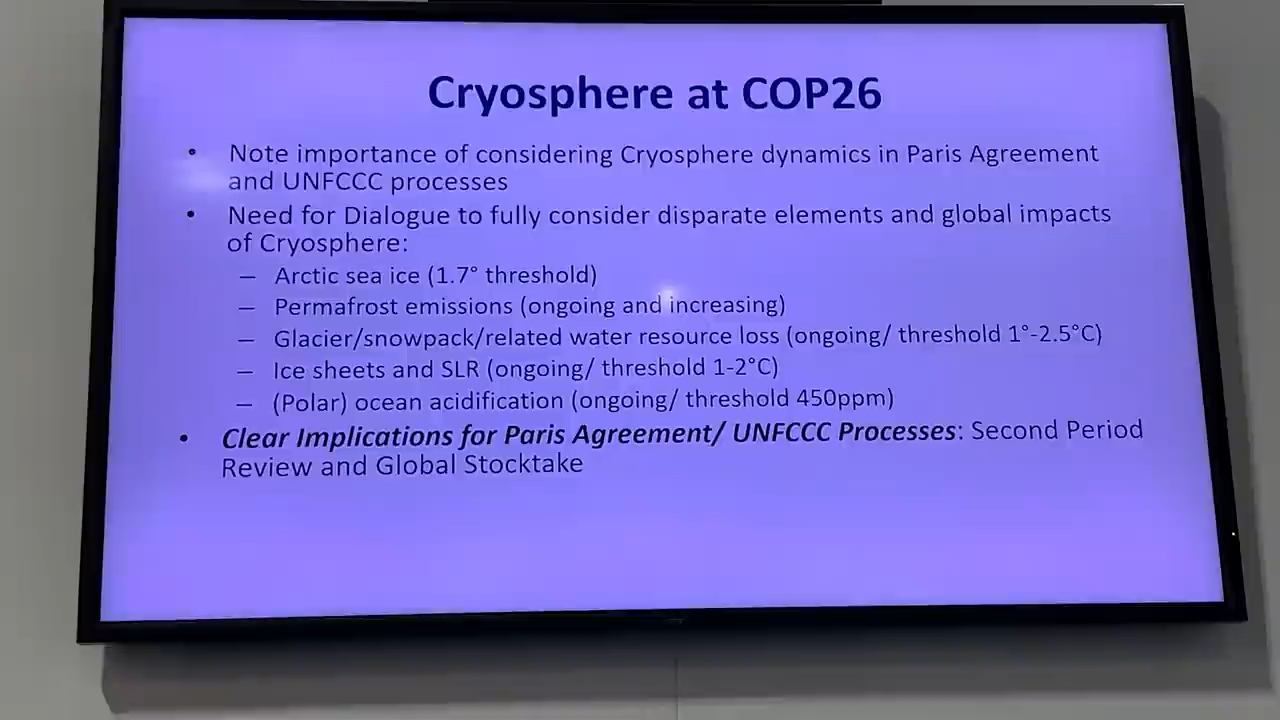 Cryosphere at COP26
• Note importance of considering Cryosphere dynamics in Paris Agreement
and UNFCCC processes
• Need for Dialogue to fully consider disparate elements and global impacts
of Cryosphere:
– Arctic sea ice (1.7° threshold)
– Permafrost emissions (ongoing and increasing)
– Glacier/snowpack/related water resource loss (ongoing/ threshold 1°-2.5°C)
– Ice sheets and SLR (ongoing/ threshold 1-2°C)
– (Polar) ocean acidification (ongoing/ threshold 450ppm)
• Clear Implications for Paris Agreement/ UNFCCC Processes: Second Period
Review and Global Stocktake